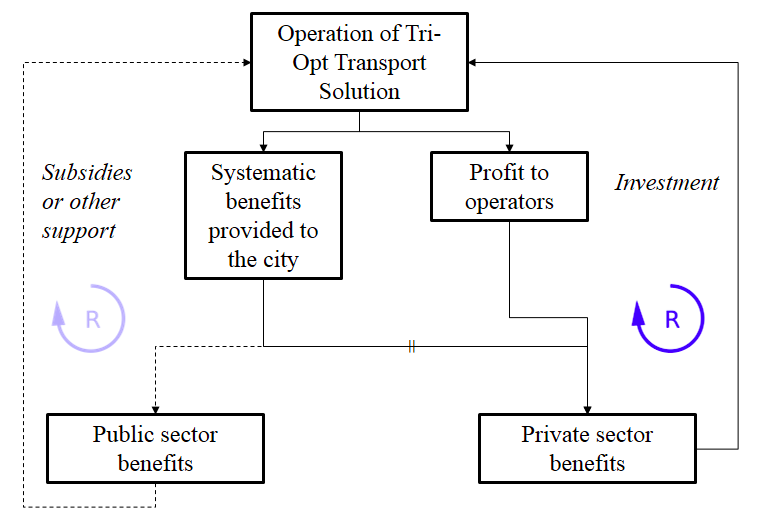 Operation of Tri-
Opt Transport
Solution
Subsidies
or other
support
Systematic
benefits
provided to
the city
Profit to
operators
Investment
R
R
Public sector
benefits
Private sector
benefits